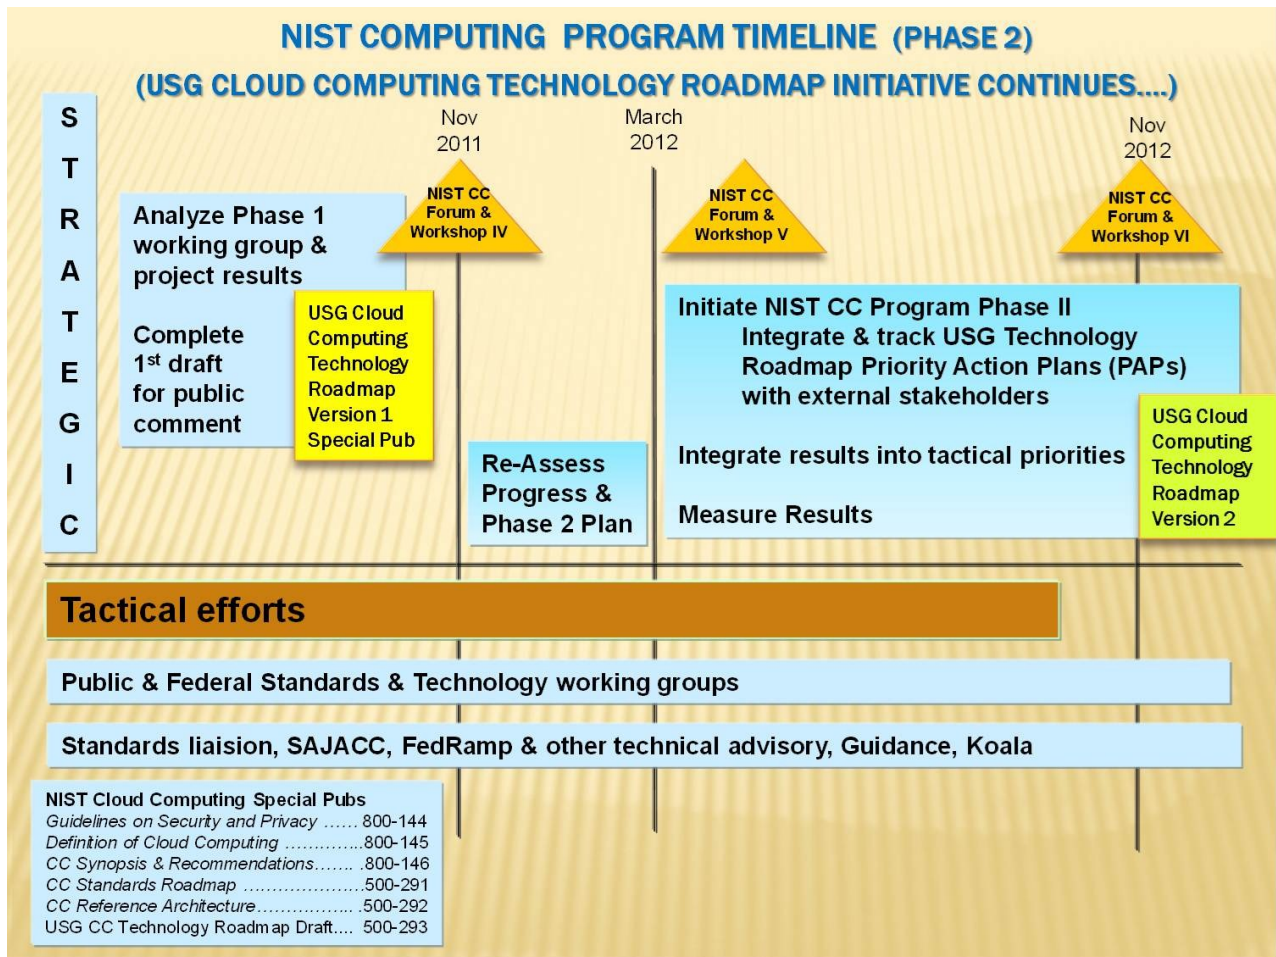 NIST COMPUTING PROGRAM TIMELINE (PHASE 2)
(USG CLOUD COMPUTING TECHNOLOGY ROADMAP INITIATIVE CONTINUES....)
S
T
R
A
T
E
G
I
C
Nov
2011
March
2012
Nov
2012
NIST CC
Forum &
Workshop IV
NIST CC
Forum &
Workshop V
NIST CC
Forum &
Workshop VI
Analyze Phase 1
working group &
project results
Complete
1st draft
for public
comment
USG Cloud
Computing
Technology
Roadmap
Version 1
Special Pub
Re-Assess
Progress &
Phase 2 Plan
Initiate NIST CC Program Phase II
Integrate & track USG Technology
Roadmap Priority Action Plans (PAPs)
with external stakeholders
Integrate results into tactical priorities
Measure Results
USG Cloud
Computing
Technology
Roadmap
Version 2
Tactical efforts
Public & Federal Standards & Technology working groups
Standards liaision, SAJACC, FedRamp & other technical advisory, Guidance, Koala
NIST Cloud Computing Special Pubs
Guidelines on Security and Privacy ...... 800-144
Definition of Cloud Computing ..............800-145
CC Synopsis & Recommendations....... .800-146
CC Standards Roadmap .....................500-291
CC Reference Architecture................. .500-292
USG CC Technology Roadmap Draft.... 500-293